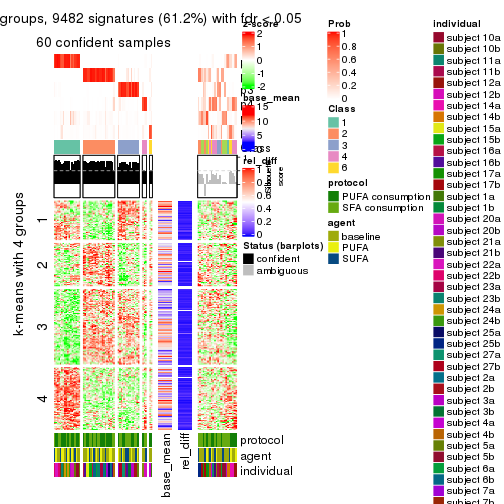 groups, 9482 signatures (61.2%) with fdr < 0.05
60 confident samples
k-means with 4 groups
1
2
3
4
base_mean
rel_diff
protocol
agent
individual
z-score
2
1
0
-1
-2
base_mean
15
10
5
0
rel_diff
1
0.8
0.6
0.4
0.2
0
Silhouette score
Status (barplots)
confident
ambiguous
Prob
1
0.8
0.6
0.4
0.2
0
Class
1
2
3
4
6
protocol
PUFA consumption
SFA consumption
agent
baseline
PUFA
SUFA
individual
subject 10a
subject 10b
subject 11a
subject 11b
subject 12a
subject 12b
subject 14a
subject 14b
subject 15a
subject 15b
subject 16a
subject 16b
subject 17a
subject 17b
subject 1a
subject 1b
subject 20a
subject 20b
subject 21a
subject 21b
subject 22a
subject 22b
subject 23a
subject 23b
subject 24a
subject 24b
subject 25a
subject 25b
subject 27a
subject 27b
subject 2a
subject 2b
subject 3a
subject 3b
subject 4a
subject 4b
subject 5a
subject 5b
subject 6a
subject 6b
subject 7a
subject 7b